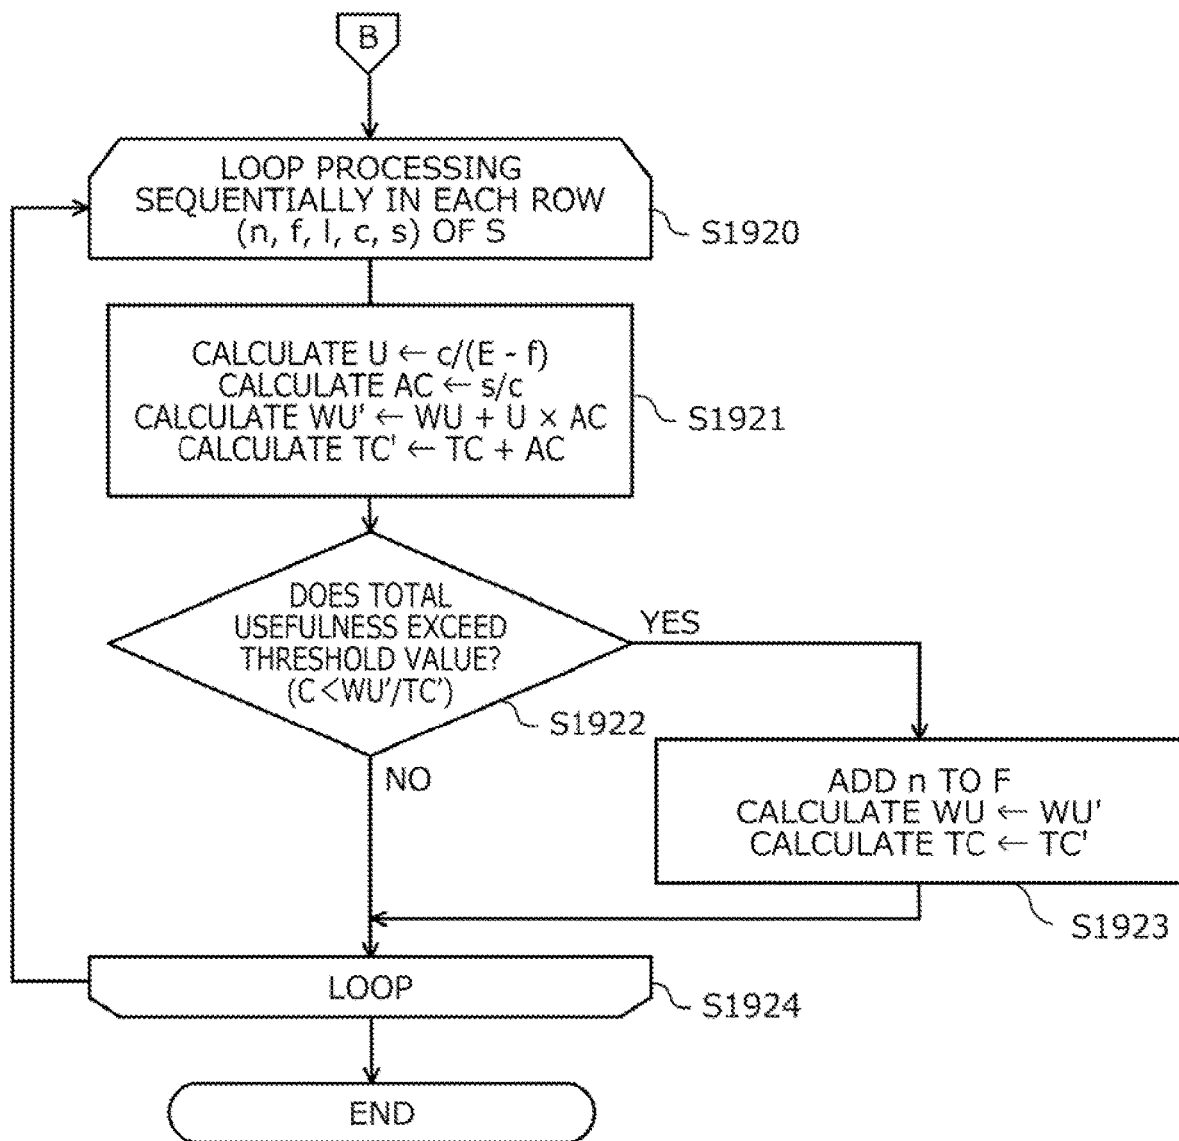 B
LOOP PROCESSING
SEQUENTIALLY IN EACH ROW
(n, f, l, c, s) OF S
S1920
CALCULATE U ← c/(E - f)
CALCULATE AC ← s/c
CALCULATE WU' ← WU + U × AC
CALCULATE TC' ← TC + AC
S1921
DOES TOTAL
USEFULNESS EXCEED
THRESHOLD VALUE?
(C<WU'/TC')
YES
S1922
NO
ADD n TO F
CALCULATE WU ← WU'
CALCULATE TC ← TC'
S1923
LOOP
S1924
END